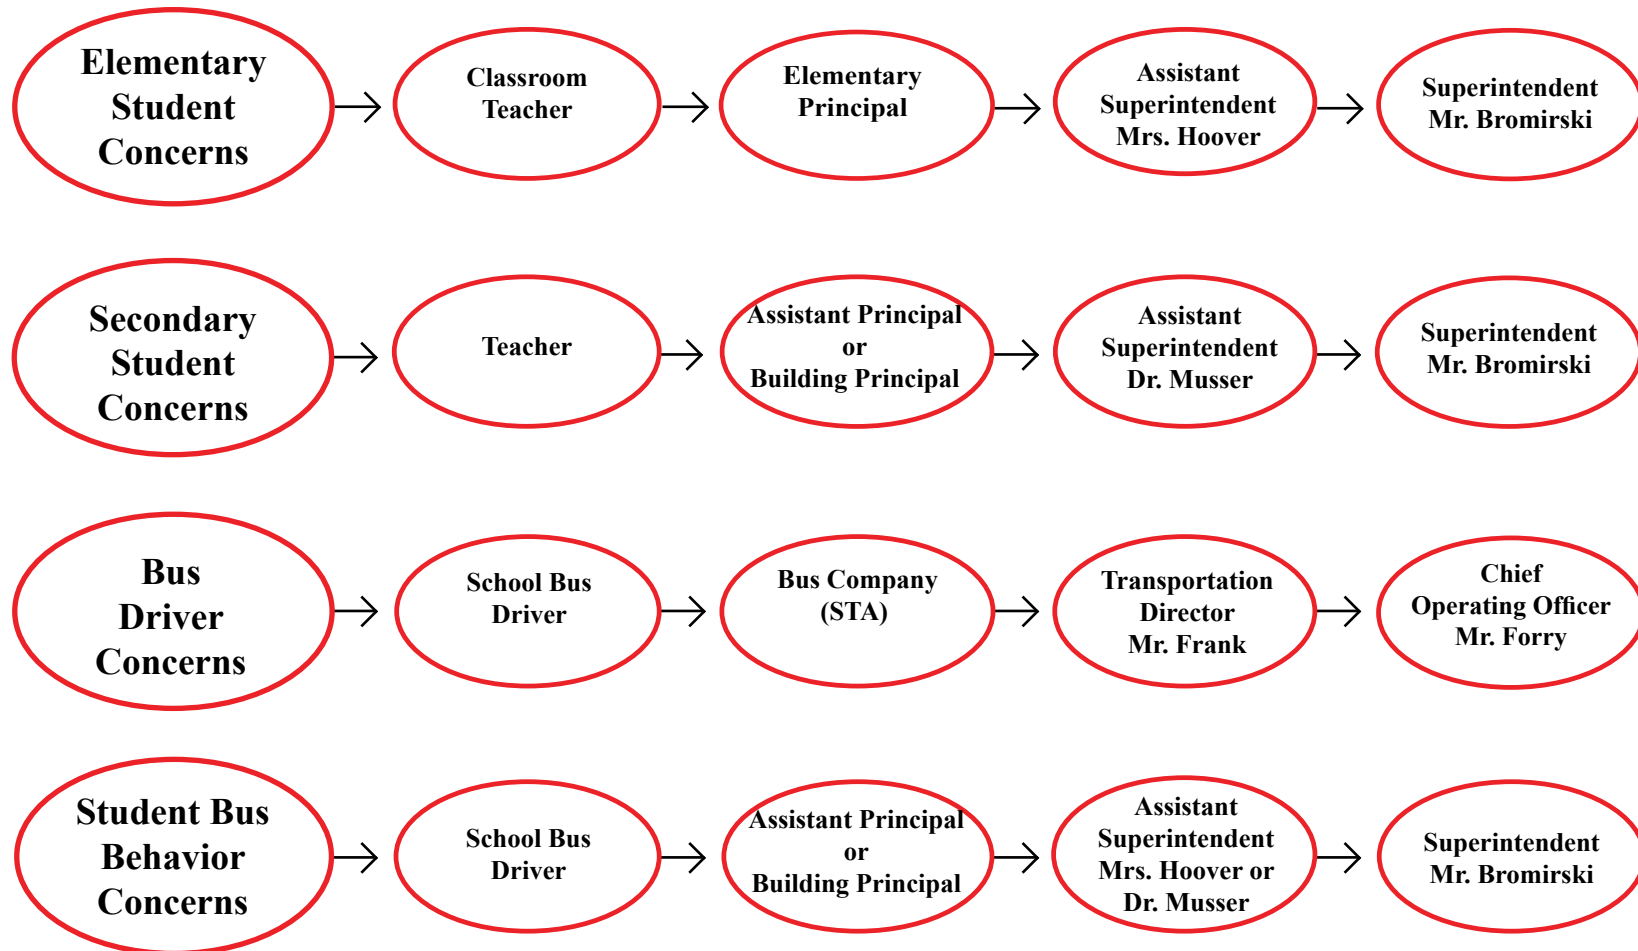 Elementary
Student
Concerns
Classroom
Teacher
Elementary
Principal
Assistant
Superintendent
Mrs. Hoover
Superintendent
Mr. Bromirski
Secondary
Student
Concerns
Teacher
Assistant Principal
or
Building Principal
Assistant
Superintendent
Dr. Musser
Superintendent
Mr. Bromirski
Bus
Driver
Concerns
School Bus
Driver
Bus Company
(STA)
Transportation
Director
Mr. Frank
Chief
Operating Officer
Mr. Forry
Student Bus
Behavior
Concerns
School Bus
Driver
Assistant Principal
or
Building Principal
Assistant
Superintendent
Mrs. Hoover or
Dr. Musser
Superintendent
Mr. Bromirski